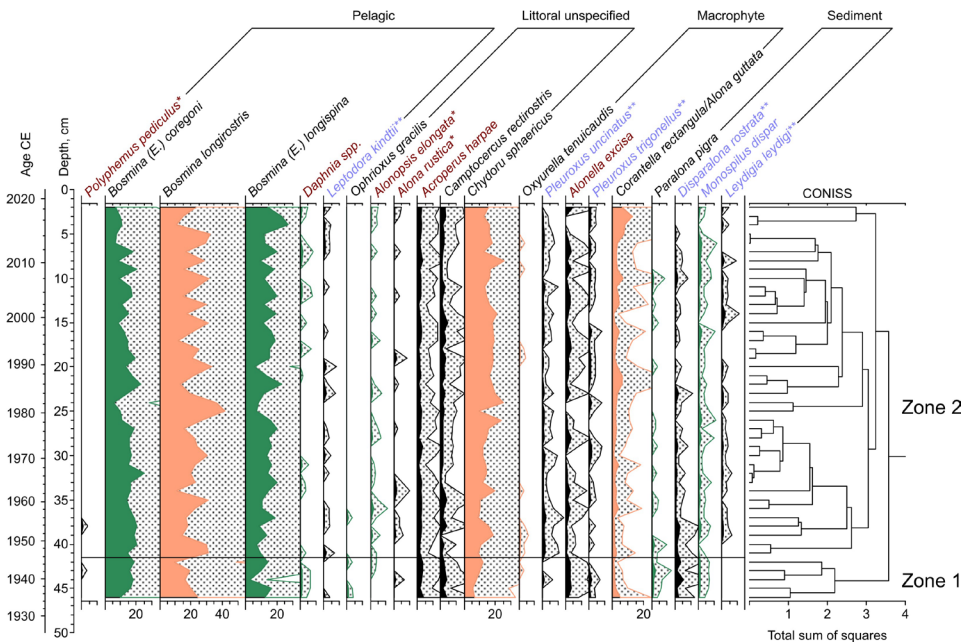 Pelagic
Littoral unspecified
Macrophyte
Sediment
Age CE
Depth, cm
Polyphemus pediculus*
Bosmina (E.) coregoni
Bosmina longirostris
Bosmina (E.) longispina
Daphnia spp.
Leptodora kindtii**
Ophroxus gracilis
Alonopsis elongata*
Alona rustica*
Acroperus harpae
Camptocercus rectirostris
Chydoru sphaericus
Oxyurella tenuicaudis
Pleuroxus uncinatus**
Alonella excisa
Pleuroxus trigonellus**
Corantella rectangula/Alona guttata
Paralona pigra
Disparalona rostrata**
Monospilus dispar
Leydigia leydigi**
CONISS
2020
2010
2000
1990
1980
1970
1960
1950
1940
1930
0
5
10
15
20
25
30
35
40
45
50
Zone 2
Zone 1
20
20 40
20
20
20
1 2 3 4
Total sum of squares